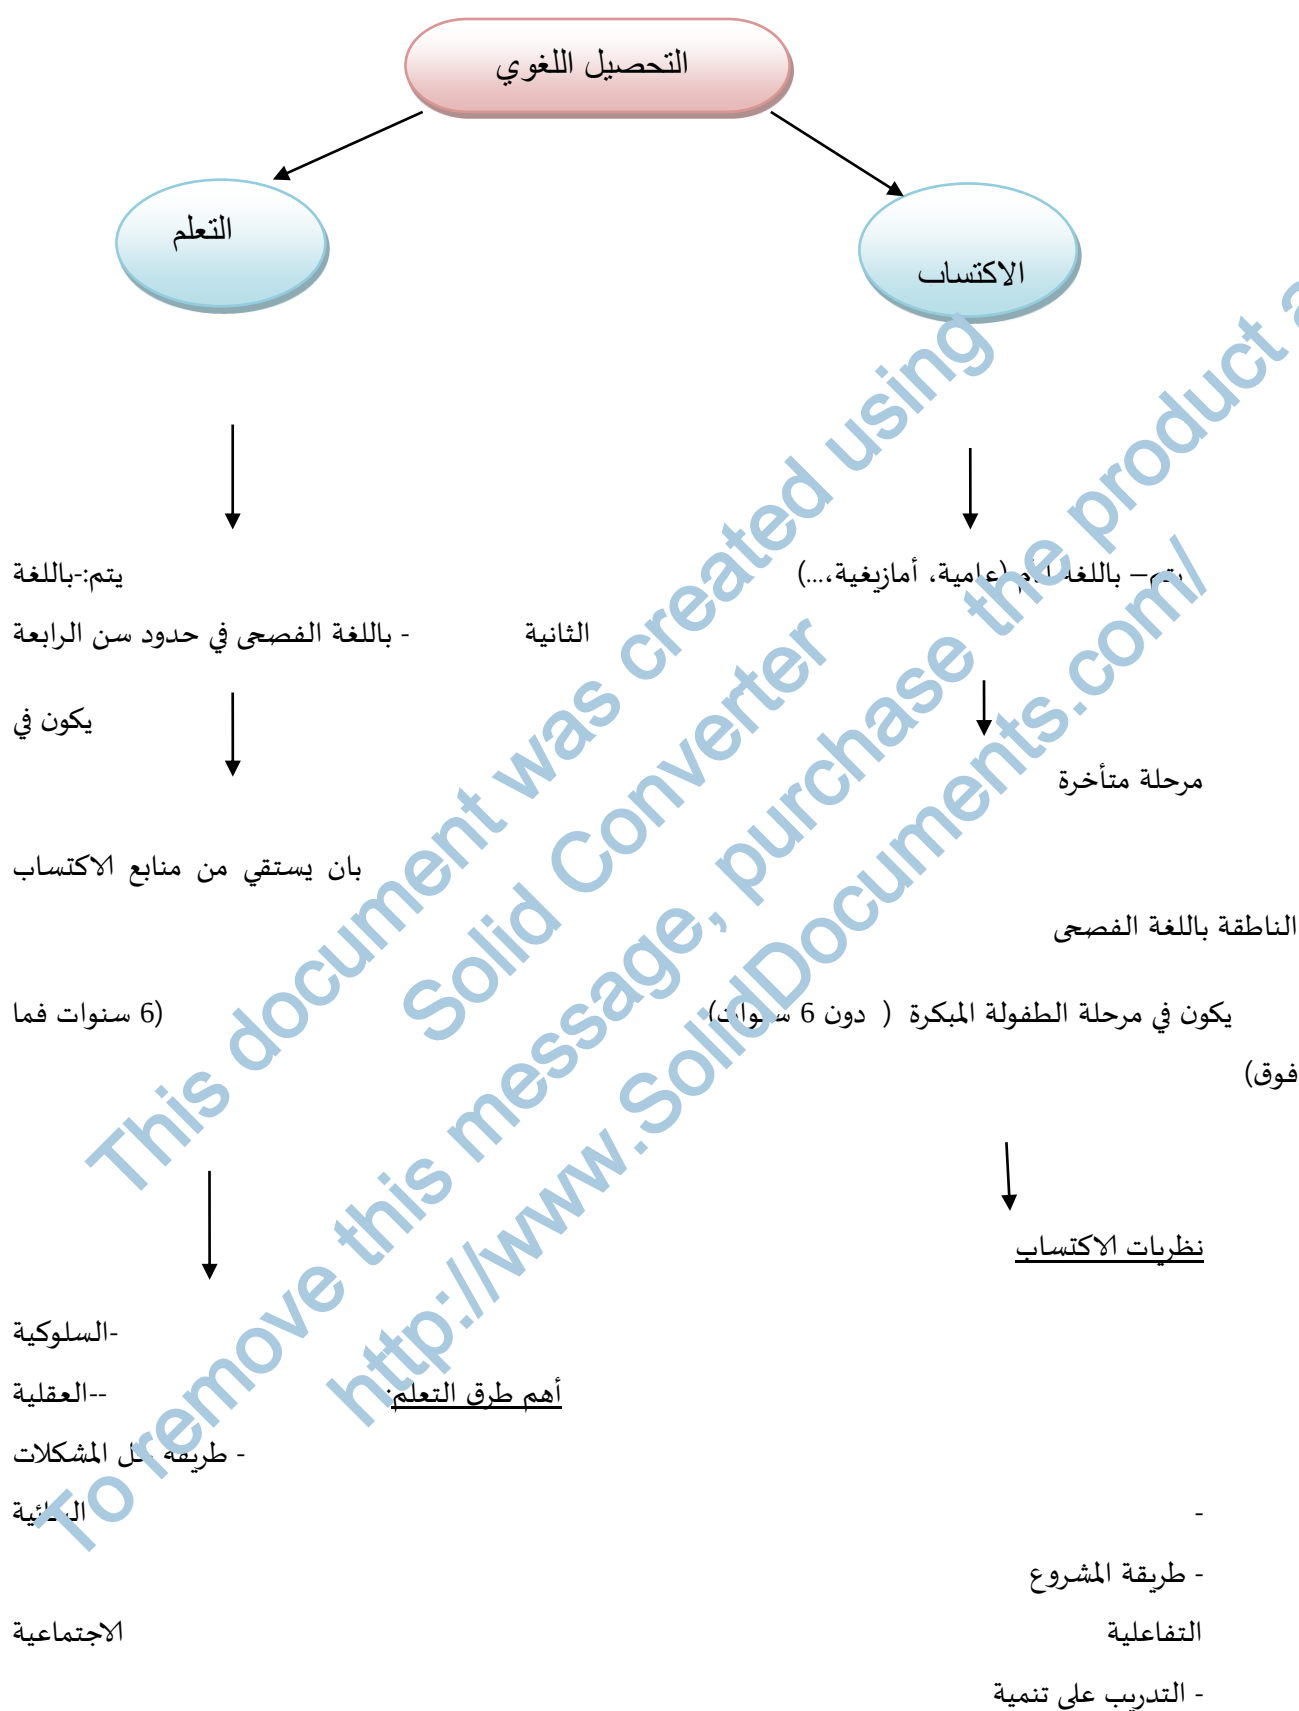 التحصيل اللغوي
الاكتساب
التعلم
يتم– باللغة الأم (عامية، أمازيغية،...) يتم:-باللغة
الثانية - باللغة الفصحى في حدود سن الرابعة
يكون في
مرحلة متأخرة
بان يستقي من منابع الاكتساب
الناطقة باللغة الفصحى
يكون في مرحلة الطفولة المبكرة ( دون 6 سنوات) (6 سنوات فما
فوق)
نظريات الاكتساب
-السلوكية
أهم طرق التعلم: --العقلية
- طريقة حل المشكلات
- البنائية
- طريقة المشروع
التفاعلية الاجتماعية
- التدريب على تنمية
This document was created using
Solid Converter
To remove this message, purchase the product a
http://www.SolidDocuments.com/